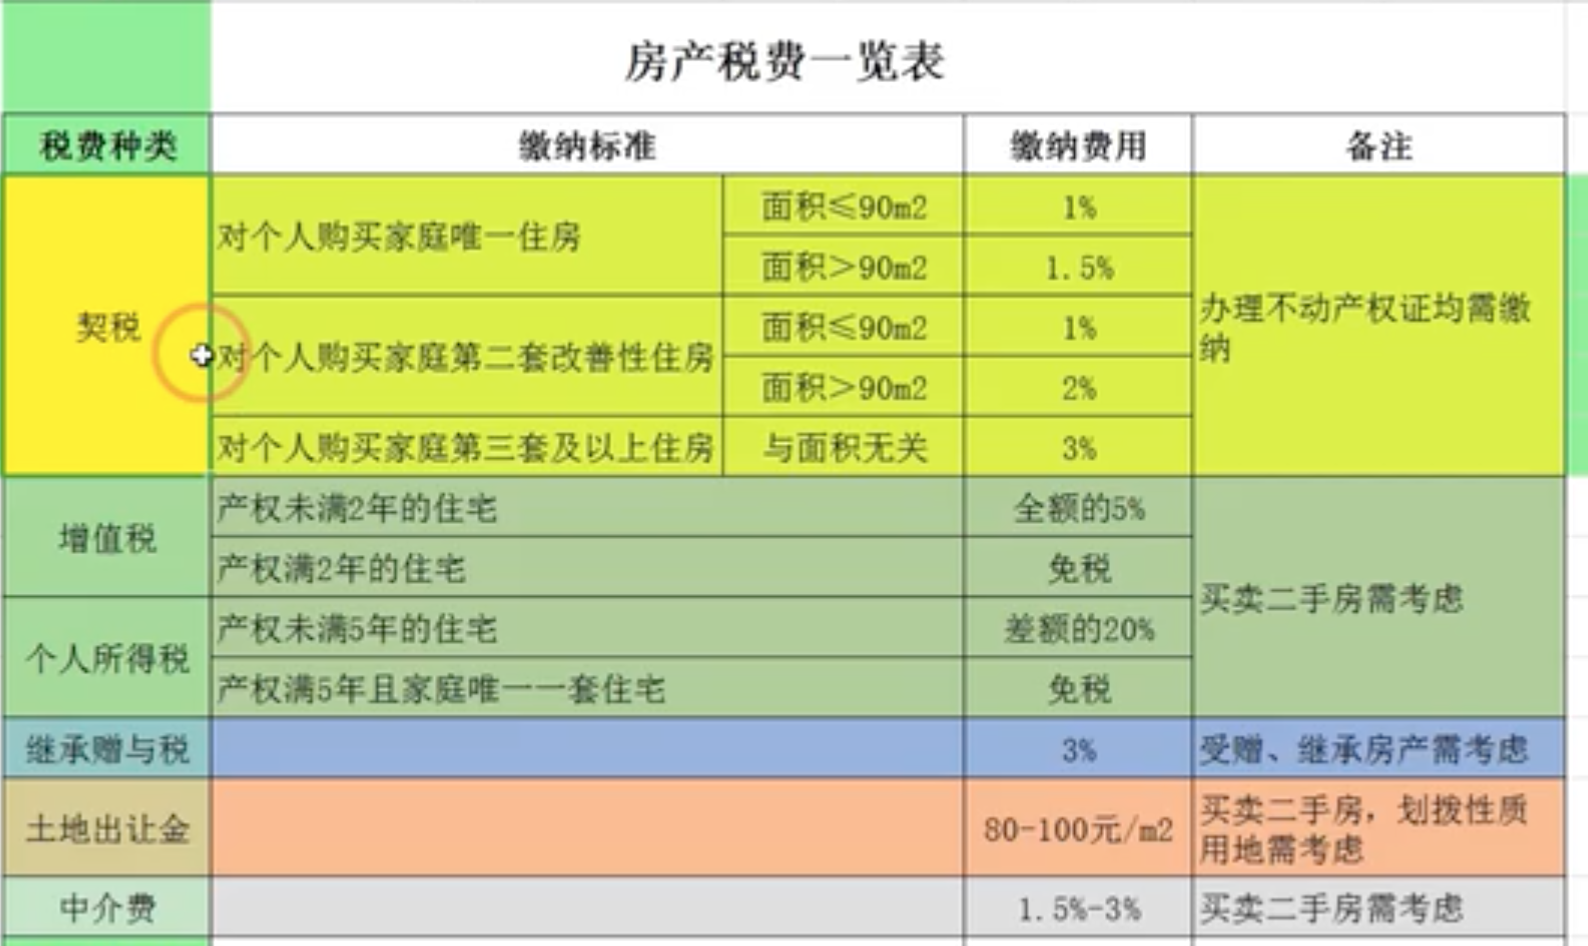 房产税费一览表
税费种类 缴纳标准 缴纳费用 备注
契税
对个人购买家庭唯一住房
面积≤90m2 1%
面积>90m2 1.5%
对个人购买家庭第二套改善性住房
面积≤90m2 1%
面积>90m2 2%
对个人购买家庭第三套及以上住房 与面积无关 3%
办理不动产权证均需缴
纳
增值税
产权未满2年的住宅 全额的5%
产权满2年的住宅 免税
个人所得税
产权未满5年的住宅 差额的20%
产权满5年且家庭唯一一套住宅 免税
买卖二手房需考虑
继承赠与税 3% 受赠、继承房产需考虑
土地出让金 80-100元/m2
买卖二手房，划拨性质
用地需考虑
中介费 1.5%-3% 买卖二手房需考虑